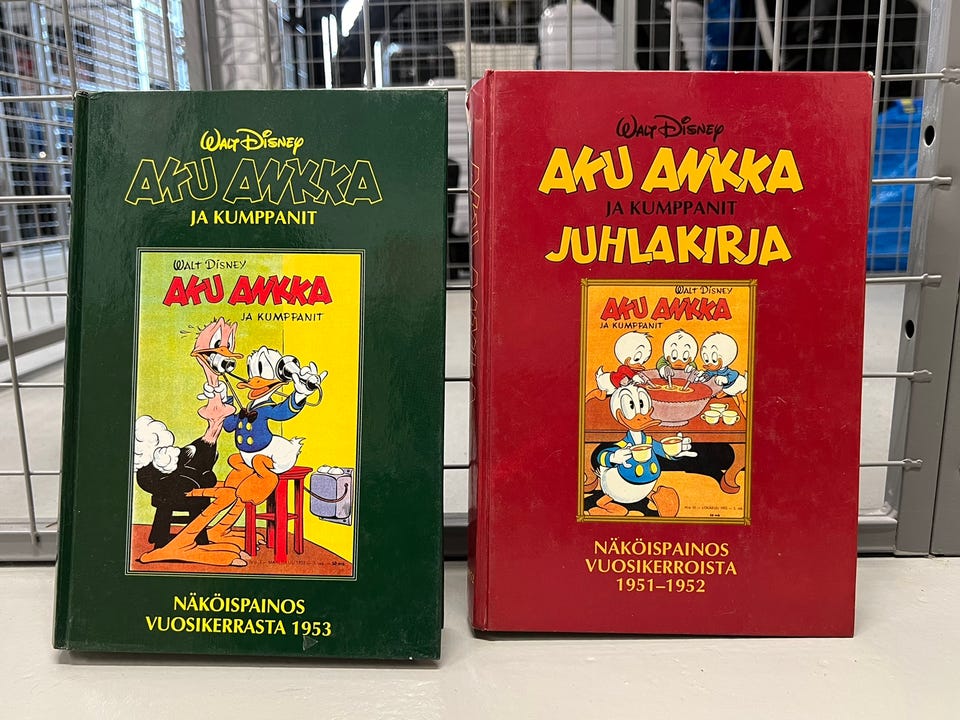 WALT DISNEY
AKU ANKKA
JA KUMPPANIT
WALT DISNEY
AKU ANKKA
JA KUMPPANIT
NÄKÖISPAINOS
VUOSIKERRASTA 1953
WALT DISNEY
AKU ANKKA
JA KUMPPANIT
JUHLAKIRJA
WALT DISNEY
AKU ANKKA
JA KUMPPANIT
NÄKÖISPAINOS
VUOSIKERROISTA
1951–1952